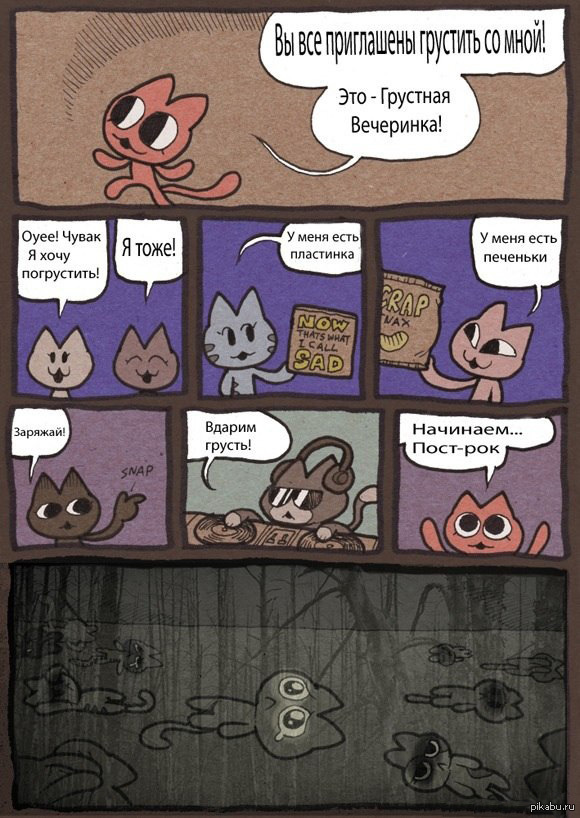 Вы все приглашены грустить со мной!
Это - Грустная
Вечеринка!
Оуее! Чувак
Я хочу
погрустить!
Я тоже!
У меня есть
пластинка
NOW
THATS WHAT
I CALL
SAD
У меня есть
печеньки
CRAP
NAX
Заряжай!
SNAP
Вдарим
грусть!
Начинаем...
Пост-рок
pikabu.ru